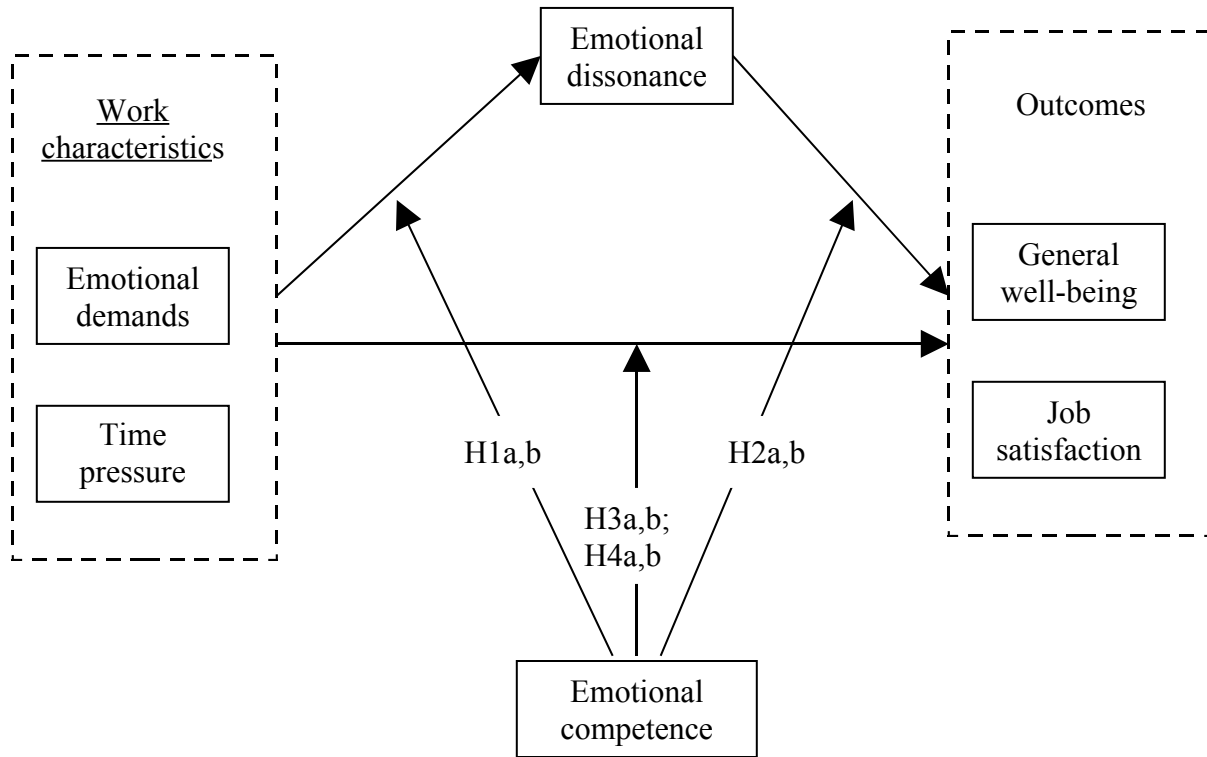 Emotional
dissonance
Work
characteristics
Outcomes
Emotional
demands
General
well-being
Time
pressure
Job
satisfaction
H1a,b
H2a,b
H3a,b;
H4a,b
Emotional
competence